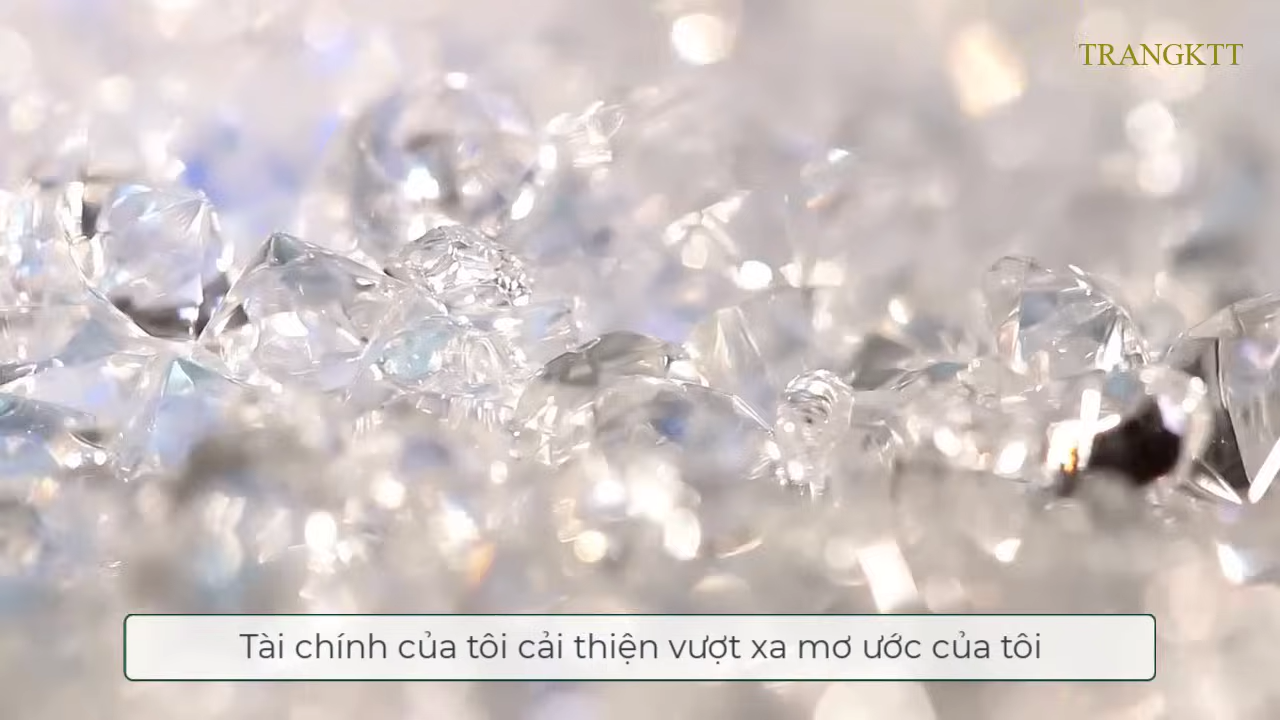 TRANGKTT
Tài chính của tôi cải thiện vượt xa mơ ước của tôi